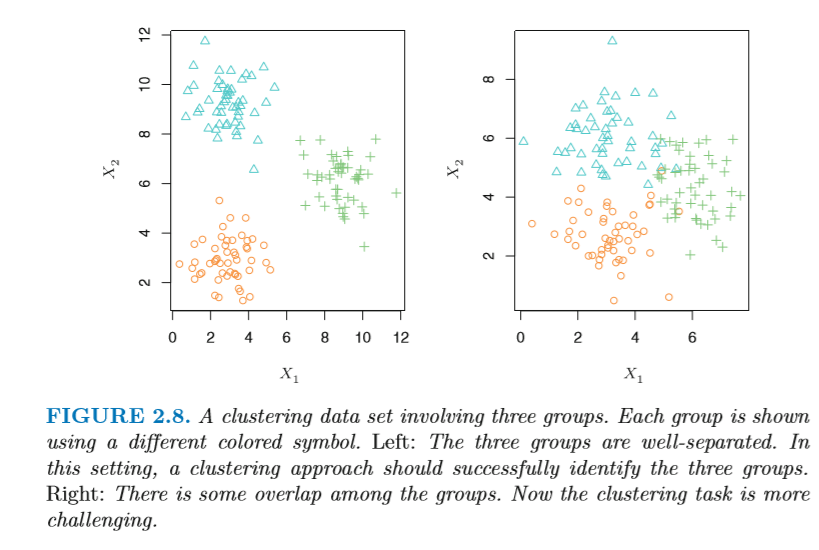 12
10
8
6
4
2
X2
0 2 4 6 8 10 12
X1
8
6
4
2
X2
0 2 4 6
X1
FIGURE 2.8. A clustering data set involving three groups. Each group is shown
using a different colored symbol. Left: The three groups are well-separated. In
this setting, a clustering approach should successfully identify the three groups.
Right: There is some overlap among the groups. Now the clustering task is more
challenging.